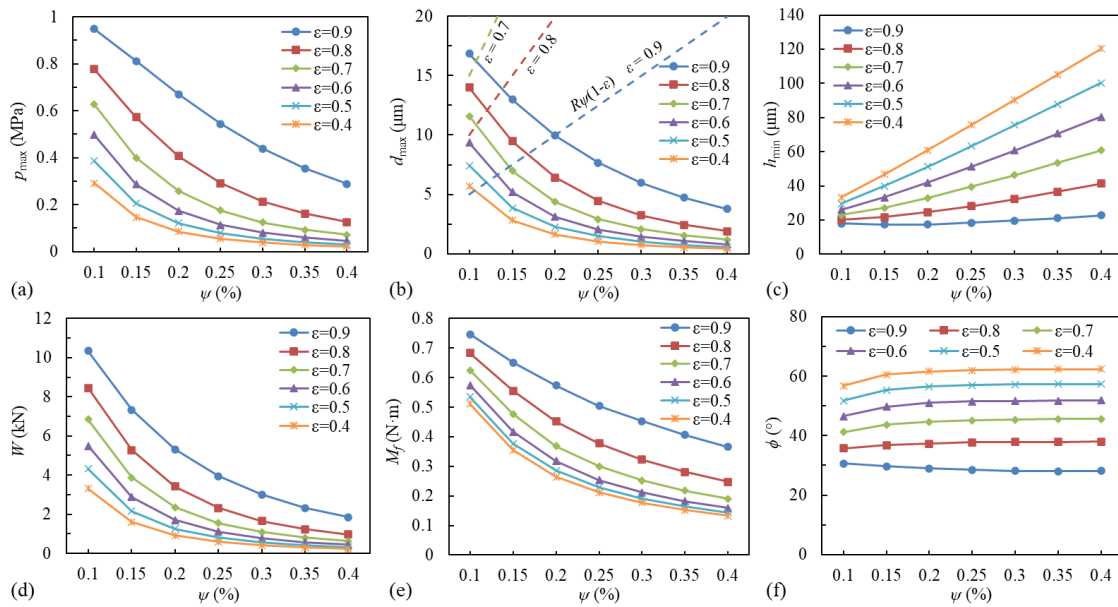 1
0.8
0.6
0.4
0.2
0
p_max (MPa)
0.1 0.15 0.2 0.25 0.3 0.35 0.4
ψ (%)
(a)
ε=0.9
ε=0.8
ε=0.7
ε=0.6
ε=0.5
ε=0.4
20
15
10
5
0
d_max (μm)
0.1 0.15 0.2 0.25 0.3 0.35 0.4
ψ (%)
(b)
ε = 0.7
ε = 0.8
Rψ(1-ε) ε = 0.9
ε=0.9
ε=0.8
ε=0.7
ε=0.6
ε=0.5
ε=0.4
140
120
100
80
60
40
20
0
h_min (μm)
0.1 0.15 0.2 0.25 0.3 0.35 0.4
ψ (%)
(c)
ε=0.9
ε=0.8
ε=0.7
ε=0.6
ε=0.5
ε=0.4
12
10
8
6
4
2
0
W (kN)
0.1 0.15 0.2 0.25 0.3 0.35 0.4
ψ (%)
(d)
ε=0.9
ε=0.8
ε=0.7
ε=0.6
ε=0.5
ε=0.4
0.8
0.7
0.6
0.5
0.4
0.3
0.2
0.1
0
M_f (N·m)
0.1 0.15 0.2 0.25 0.3 0.35 0.4
ψ (%)
(e)
ε=0.9
ε=0.8
ε=0.7
ε=0.6
ε=0.5
ε=0.4
80
60
40
20
0
ϕ (°)
0.1 0.15 0.2 0.25 0.3 0.35 0.4
ψ (%)
(f)
ε=0.9 ε=0.8 ε=0.7
ε=0.6 ε=0.5 ε=0.4